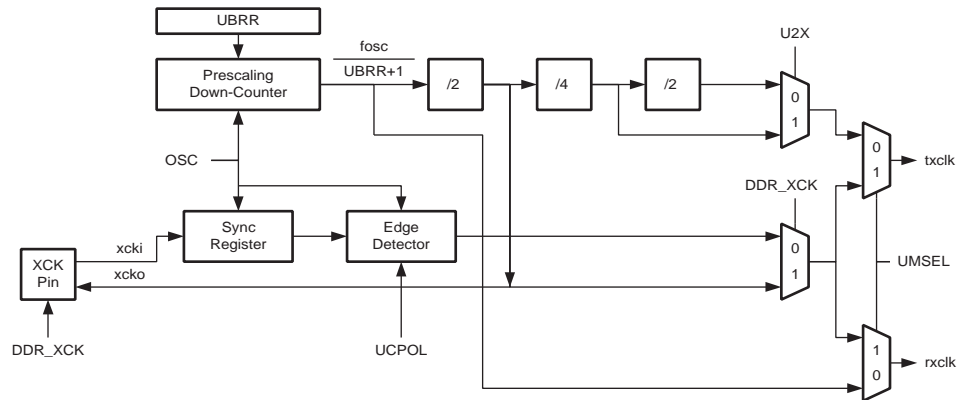 UBRR
fosc
UBRR+1
Prescaling
Down-Counter
/2
/4
/2
U2X
0
1
OSC
0
1
txclk
DDR_XCK
Sync
Register
Edge
Detector
0
1
xcki
XCK
Pin
xcko
UMSEL
DDR_XCK
UCPOL
1
0
rxclk